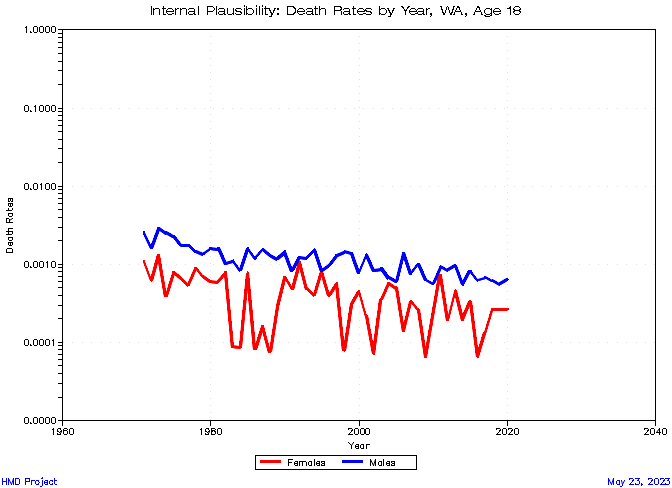 Internal Plausibility: Death Rates by Year, WA, Age 18
1.0000
0.1000
0.0100
0.0010
0.0001
0.0000
Death Rates
1960
1980
2000
2020
2040
Year
Females
Males
HMD Project
May 23, 2023